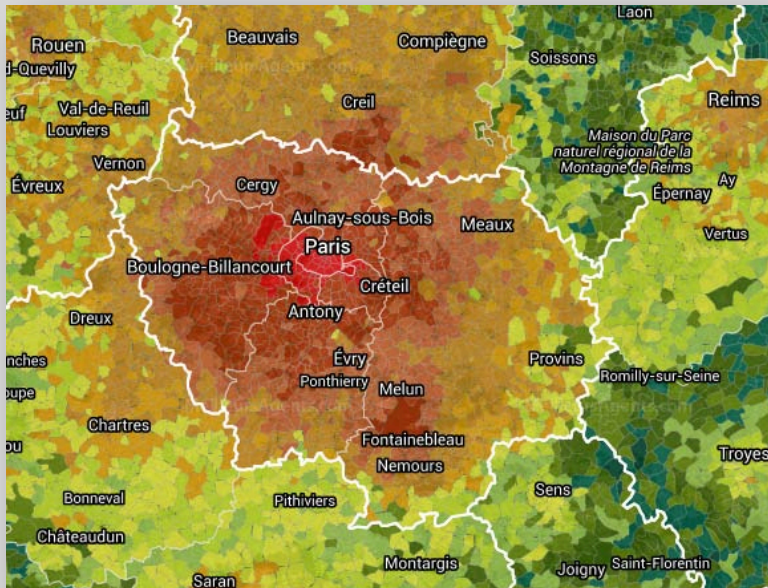 Laon
Rouen
Beauvais
Compiègne
Soissons
d-Quevilly
Creil
Reims
Val-de-Reuil
euf
Louviers
Maison du Parc
naturel régional de la
Montagne de Reims
Vernon
Cergy
Évreux
Ay
Épernay
Aulnay-sous-Bois
Meaux
Vertus
Paris
Boulogne-Billancourt
Créteil
Antony
Dreux
Évry
Provins
nches
Ponthierry
Romilly-sur-Seine
Melun
oupe
Chartres
Fontainebleau
ou
Troyes
Nemours
Sens
Bonneval
Pithiviers
Châteaudun
Montargis
Joigny
Saint-Florentin
Saran